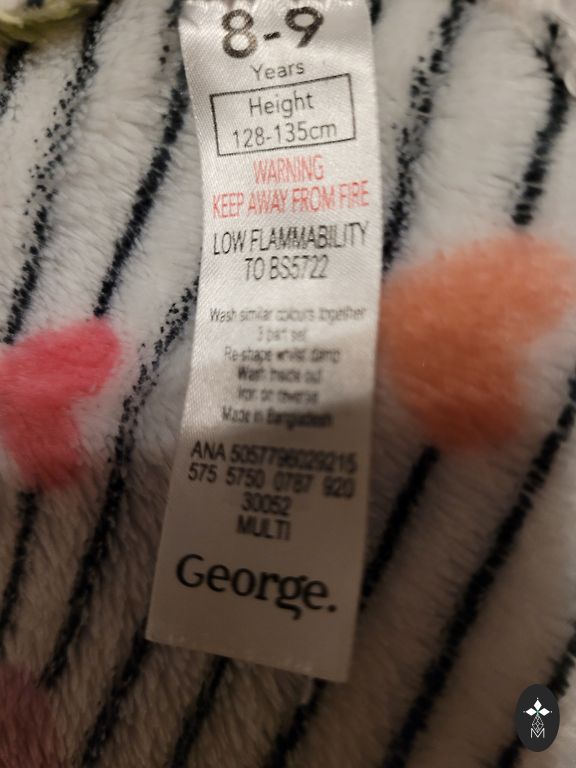 8-9
Years
Height
128-135cm
WARNING
KEEP AWAY FROM FIRE
LOW FLAMMABILITY
TO BS5722
Wash similar colours together
3 part set
Re-shape whilst damp
Wash inside out
Iron on reverse
Made in Bangladesh
ANA 5057796029215
575 5750 0787 920
30052
MULTI
George.
M